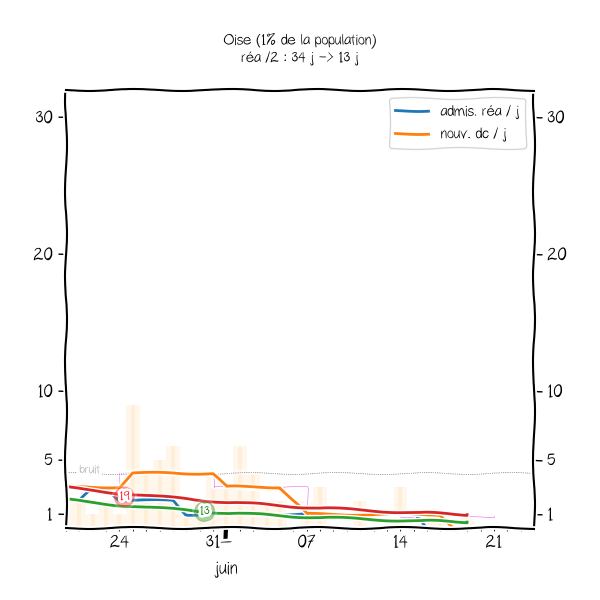 Oise (1% de la population)
réa /2 : 34 j -> 13 j
admis. réa / j
nouv. dc / j
30
30
20
20
10
10
5
5
bruit
19
13
1
1
24
31
07
14
21
juin